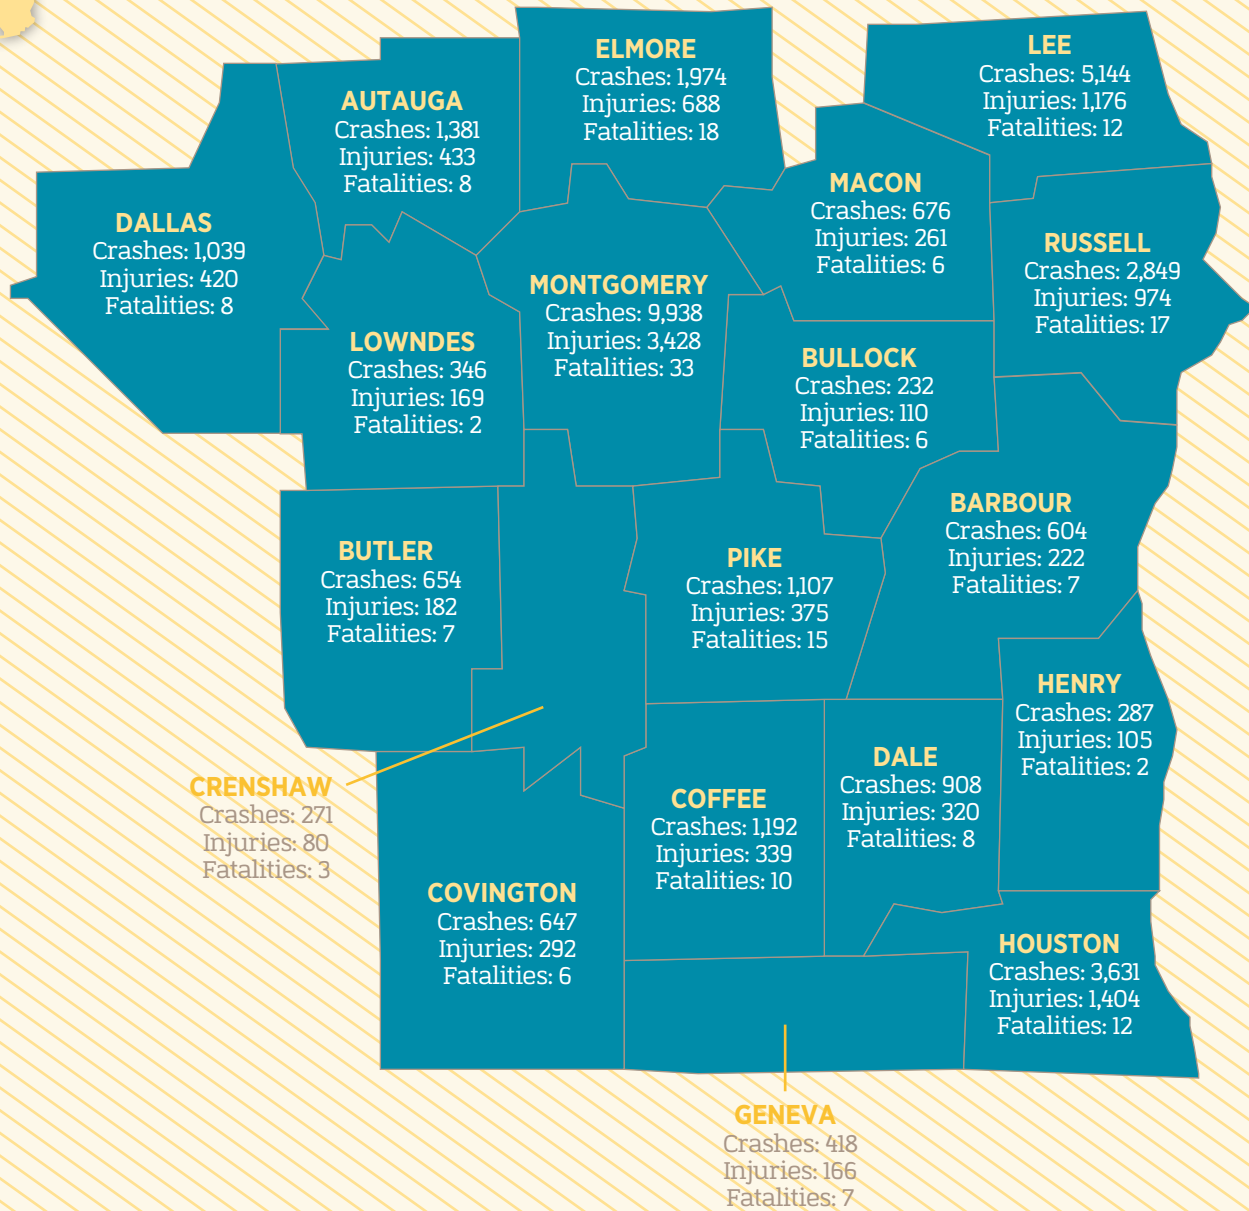 ELMORE
Crashes: 1,974
Injuries: 688
Fatalities: 18
LEE
Crashes: 5,144
Injuries: 1,176
Fatalities: 12
AUTAUGA
Crashes: 1,381
Injuries: 433
Fatalities: 8
MACON
Crashes: 676
Injuries: 261
Fatalities: 6
DALLAS
Crashes: 1,039
Injuries: 420
Fatalities: 8
RUSSELL
Crashes: 2,849
Injuries: 974
Fatalities: 17
MONTGOMERY
Crashes: 9,938
Injuries: 3,428
Fatalities: 33
LOWNDES
Crashes: 346
Injuries: 169
Fatalities: 2
BULLOCK
Crashes: 232
Injuries: 110
Fatalities: 6
BARBOUR
Crashes: 604
Injuries: 222
Fatalities: 7
BUTLER
Crashes: 654
Injuries: 182
Fatalities: 7
PIKE
Crashes: 1,107
Injuries: 375
Fatalities: 15
HENRY
Crashes: 287
Injuries: 105
Fatalities: 2
DALE
Crashes: 908
Injuries: 320
Fatalities: 8
CRENSHAW
Crashes: 271
Injuries: 80
Fatalities: 3
COFFEE
Crashes: 1,192
Injuries: 339
Fatalities: 10
COVINGTON
Crashes: 647
Injuries: 292
Fatalities: 6
HOUSTON
Crashes: 3,631
Injuries: 1,404
Fatalities: 12
GENEVA
Crashes: 418
Injuries: 166
Fatalities: 7